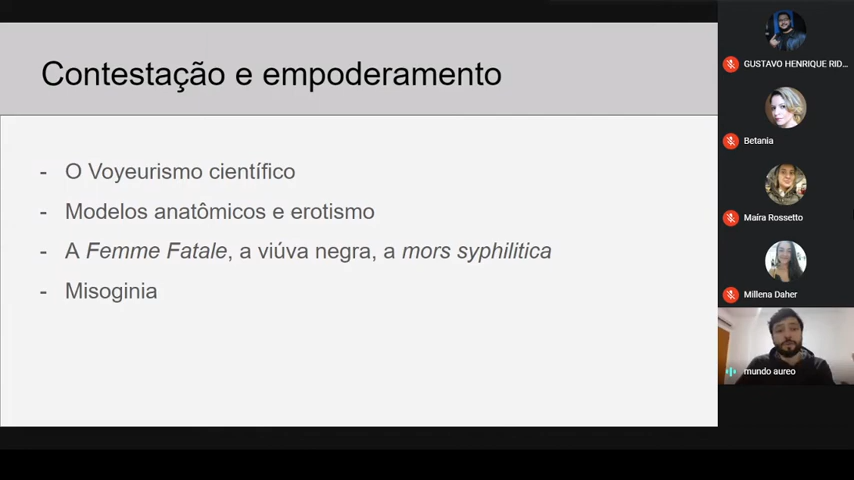 Contestação e empoderamento
- O Voyeurismo científico
- Modelos anatômicos e erotismo
- A Femme Fatale, a viúva negra, a mors syphilitica
- Misoginia
GUSTAVO HENRIQUE RID...
Betania
Maíra Rossetto
Millena Daher
mundo aureo